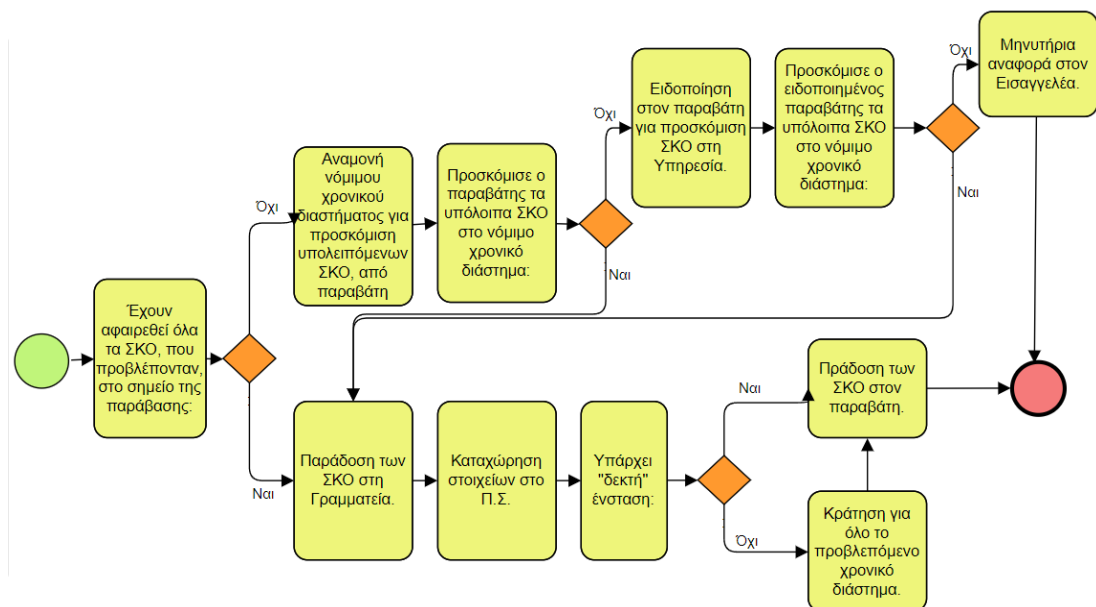 Έχουν
αφαιρεθεί όλα
τα ΣΚΟ, που
προβλέπονταν,
στο σημείο της
παράβασης:
Όχι
Ναι
Αναμονή
νόμιμου
χρονικού
διαστήματος για
προσκόμιση
υπολειπόμενων
ΣΚΟ, από
παραβάτη
Προσκόμισε ο
παραβάτης τα
υπόλοιπα ΣΚΟ
στο νόμιμο
χρονικό
διάστημα:
Όχι
Ναι
Ειδοποίηση
στον παραβάτη
για προσκόμιση
ΣΚΟ στη
Υπηρεσία.
Προσκόμισε ο
ειδοποιημένος
παραβάτης τα
υπόλοιπα ΣΚΟ
στο νόμιμο
χρονικό
διάστημα:
Όχι
Ναι
Μηνυτήρια
αναφορά στον
Εισαγγελέα.
Παράδοση των
ΣΚΟ στη
Γραμματεία.
Καταχώρηση
στοιχείων στο
Π.Σ.
Υπάρχει
"δεκτή"
ένσταση:
Ναι
Όχι
Πράδοση των
ΣΚΟ στον
παραβάτη.
Κράτηση για
όλο το
προβλεπόμενο
χρονικό
διάστημα.